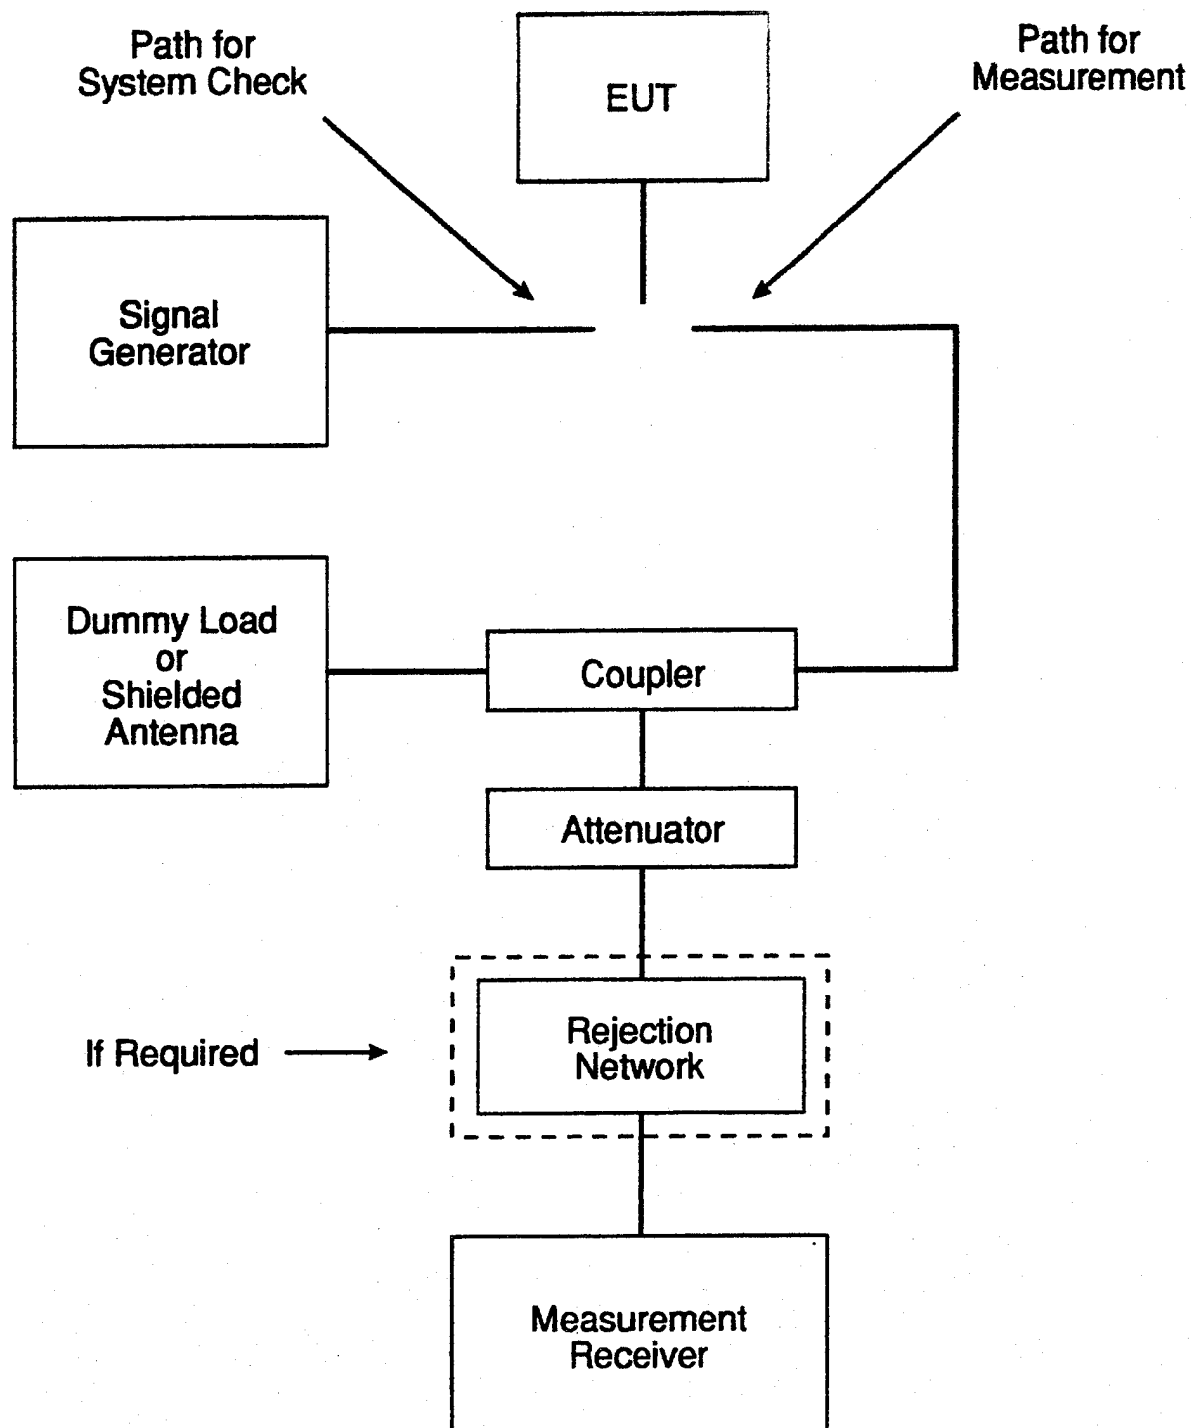 Path for
System Check
EUT
Path for
Measurement
Signal
Generator
Dummy Load
or
Shielded
Antenna
Coupler
Attenuator
If Required
Rejection
Network
Measurement
Receiver